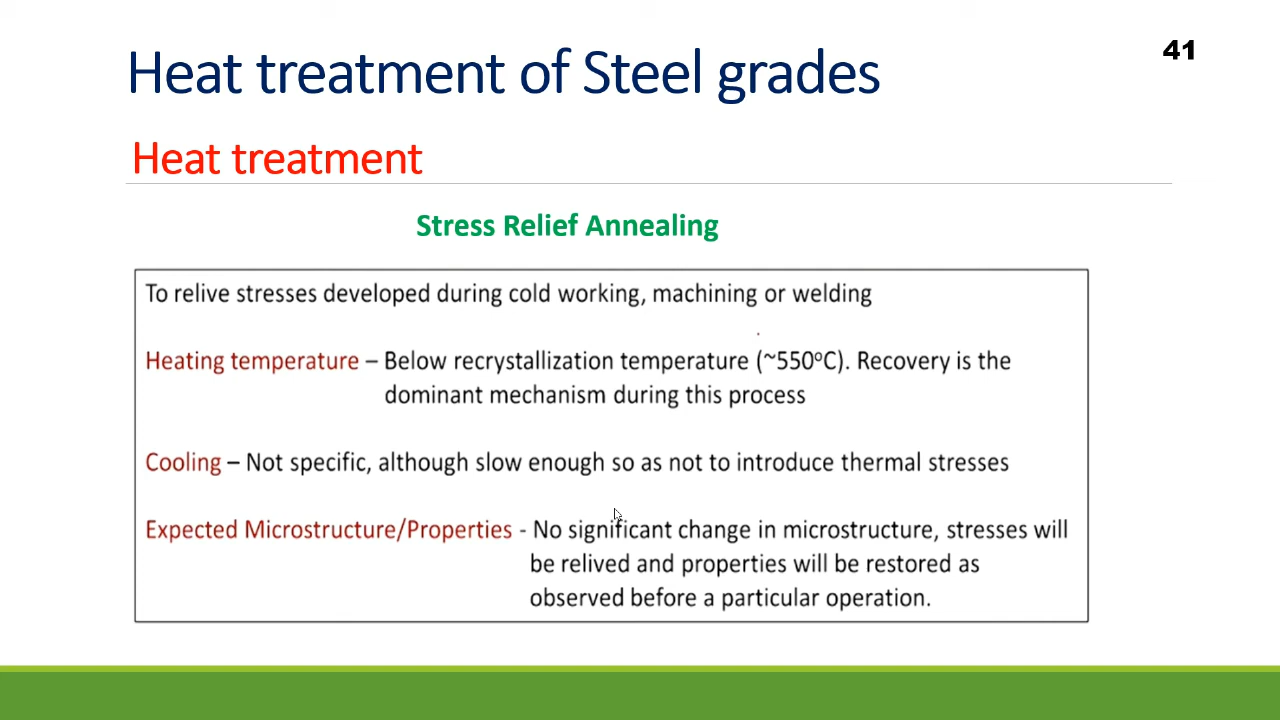 41
Heat treatment of Steel grades
Heat treatment
Stress Relief Annealing
To relive stresses developed during cold working, machining or welding
Heating temperature – Below recrystallization temperature (~550oC). Recovery is the
dominant mechanism during this process
Cooling – Not specific, although slow enough so as not to introduce thermal stresses
Expected Microstructure/Properties - No significant change in microstructure, stresses will
be relived and properties will be restored as
observed before a particular operation.